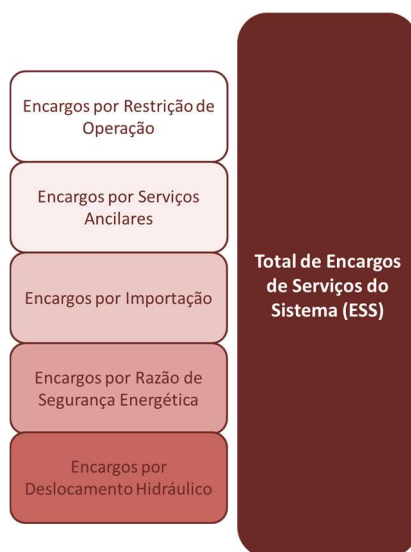 Encargos por Restrição de
Operação
Encargos por Serviços
Ancilares
Encargos por Importação
Encargos por Razão de
Segurança Energética
Encargos por
Deslocamento Hidráulico
Total de Encargos
de Serviços do
Sistema (ESS)